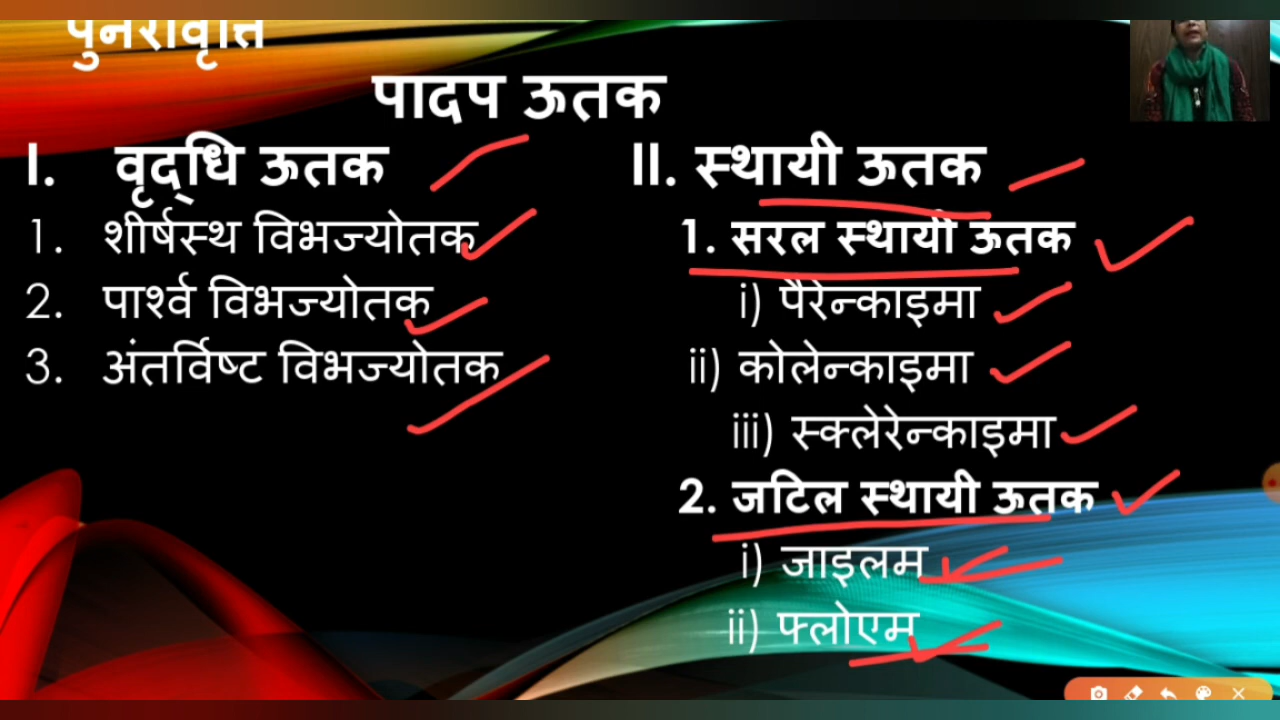 पुनरावृत्ति
पादप ऊतक
I. वृद्धि ऊतक
1. शीर्षस्थ विभज्योतक
2. पार्श्व विभज्योतक
3. अंतर्विष्ट विभज्योतक
II. स्थायी ऊतक
1. सरल स्थायी ऊतक
i) पैरेन्काइमा
ii) कोलेन्काइमा
iii) स्क्लेरेन्काइमा
2. जटिल स्थायी ऊतक
i) जाइलम
ii) फ्लोएम